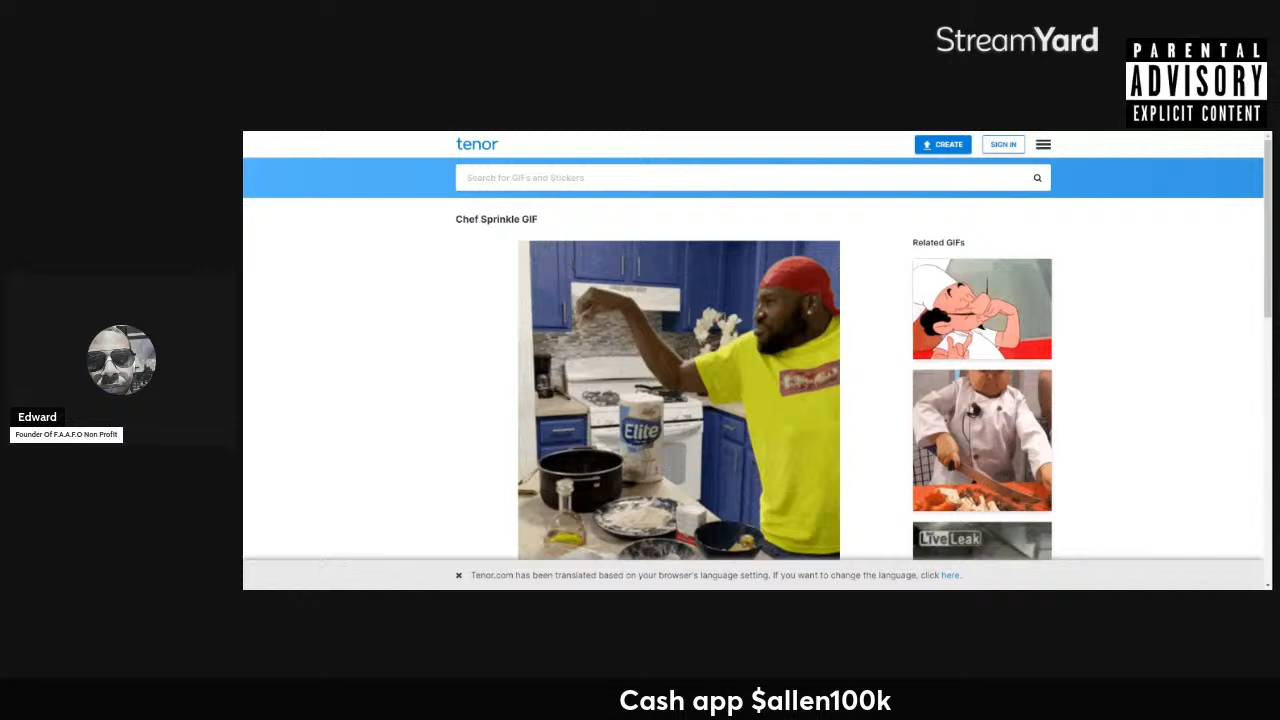 StreamYard
PARENTAL
ADVISORY
EXPLICIT CONTENT
tenor
CREATE
SIGN IN
Search for GIFs and Stickers
Chef Sprinkle GIF
Related GIFs
Elite
LiveLeak
Edward
Founder Of F.A.A.F.O Non Profit
Tenor.com has been translated based on your browser's language setting. If you want to change the language, click here.
Cash app $allen100k